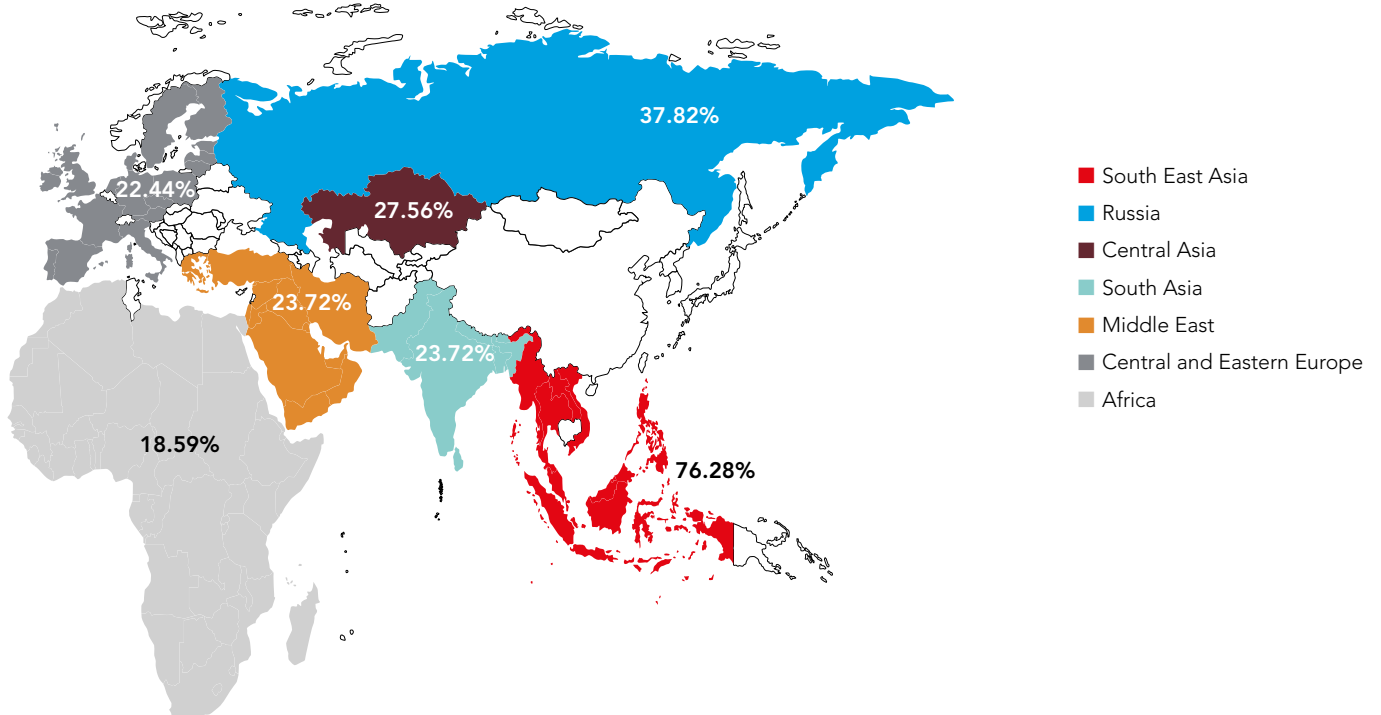 37.82%
22.44%
27.56%
23.72%
23.72%
18.59%
76.28%
South East Asia
Russia
Central Asia
South Asia
Middle East
Central and Eastern Europe
Africa